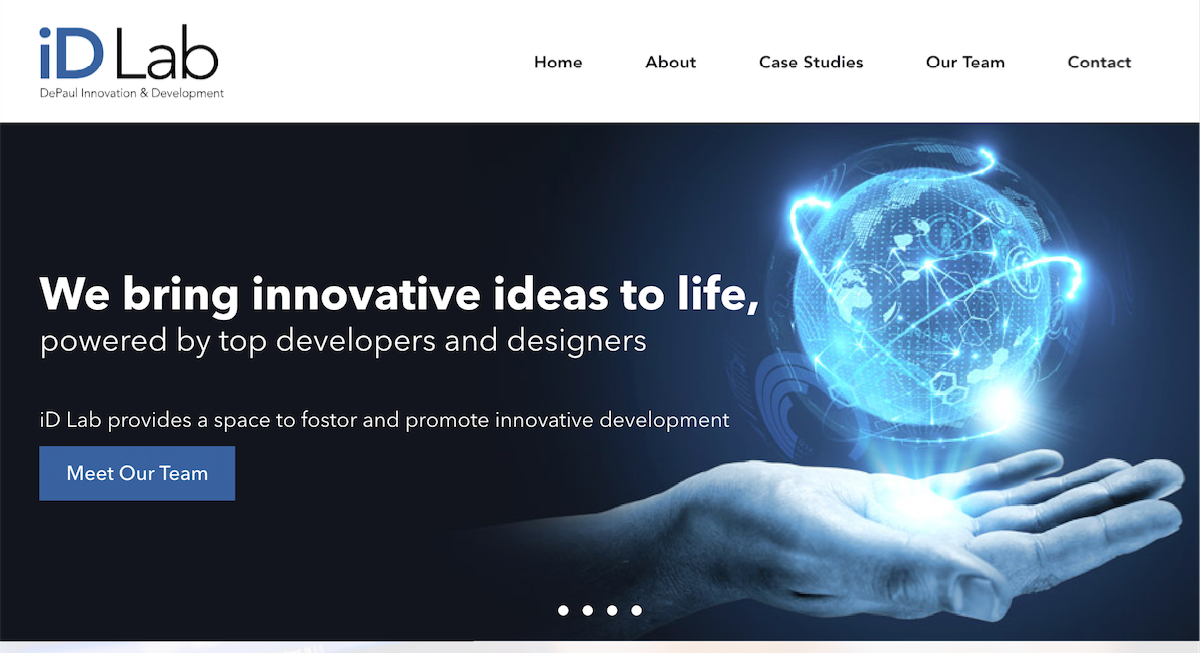 iD Lab
DePaul Innovation & Development
Home
About
Case Studies
Our Team
Contact
We bring innovative ideas to life,
powered by top developers and designers
iD Lab provides a space to fostor and promote innovative development
Meet Our Team